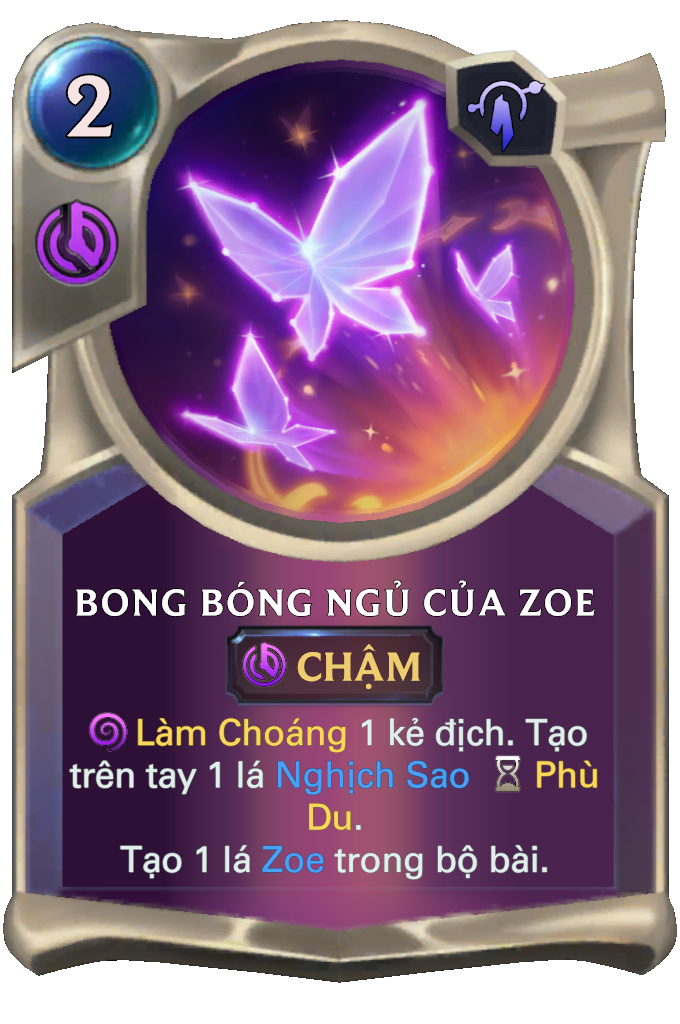 2
BONG BÓNG NGỦ CỦA ZOE
CHẬM
Làm Choáng 1 kẻ địch. Tạo
trên tay 1 lá Nghịch Sao Phù
Du.
Tạo 1 lá Zoe trong bộ bài.